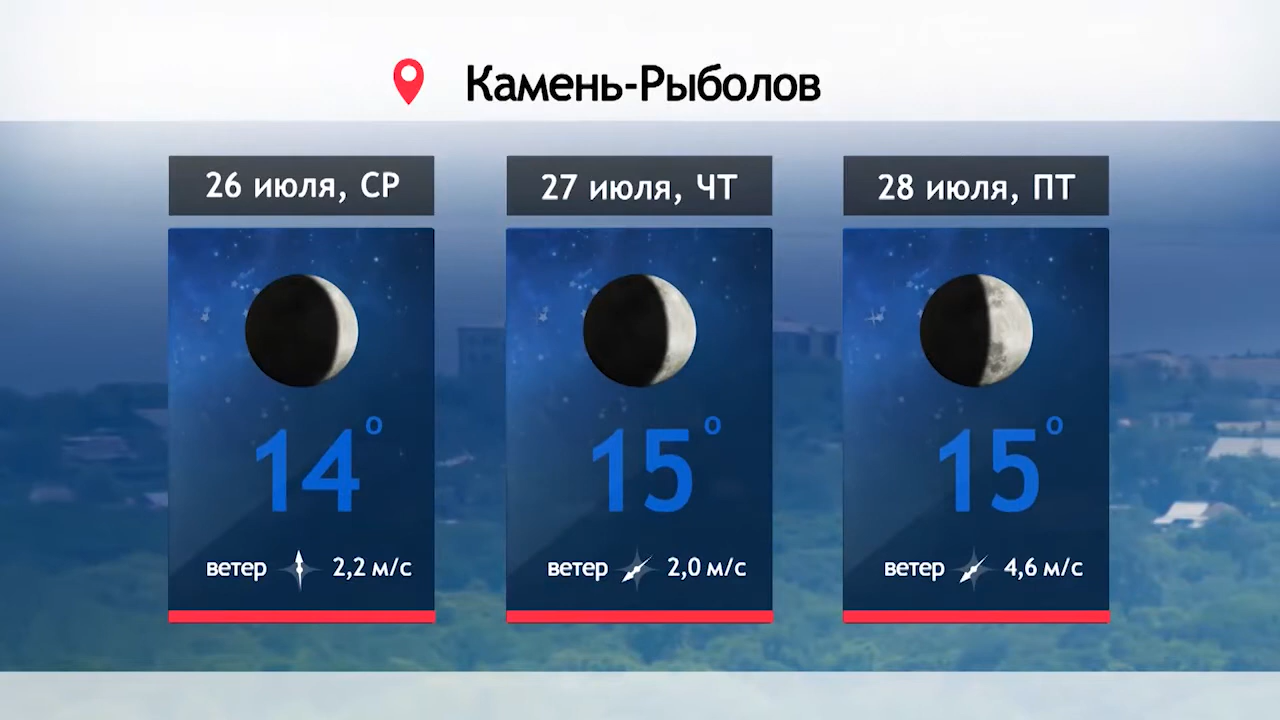 Камень-Рыболов
26 июля, СР
14°
ветер 2,2 м/с
27 июля, ЧТ
15°
ветер 2,0 м/с
28 июля, ПТ
15°
ветер 4,6 м/с